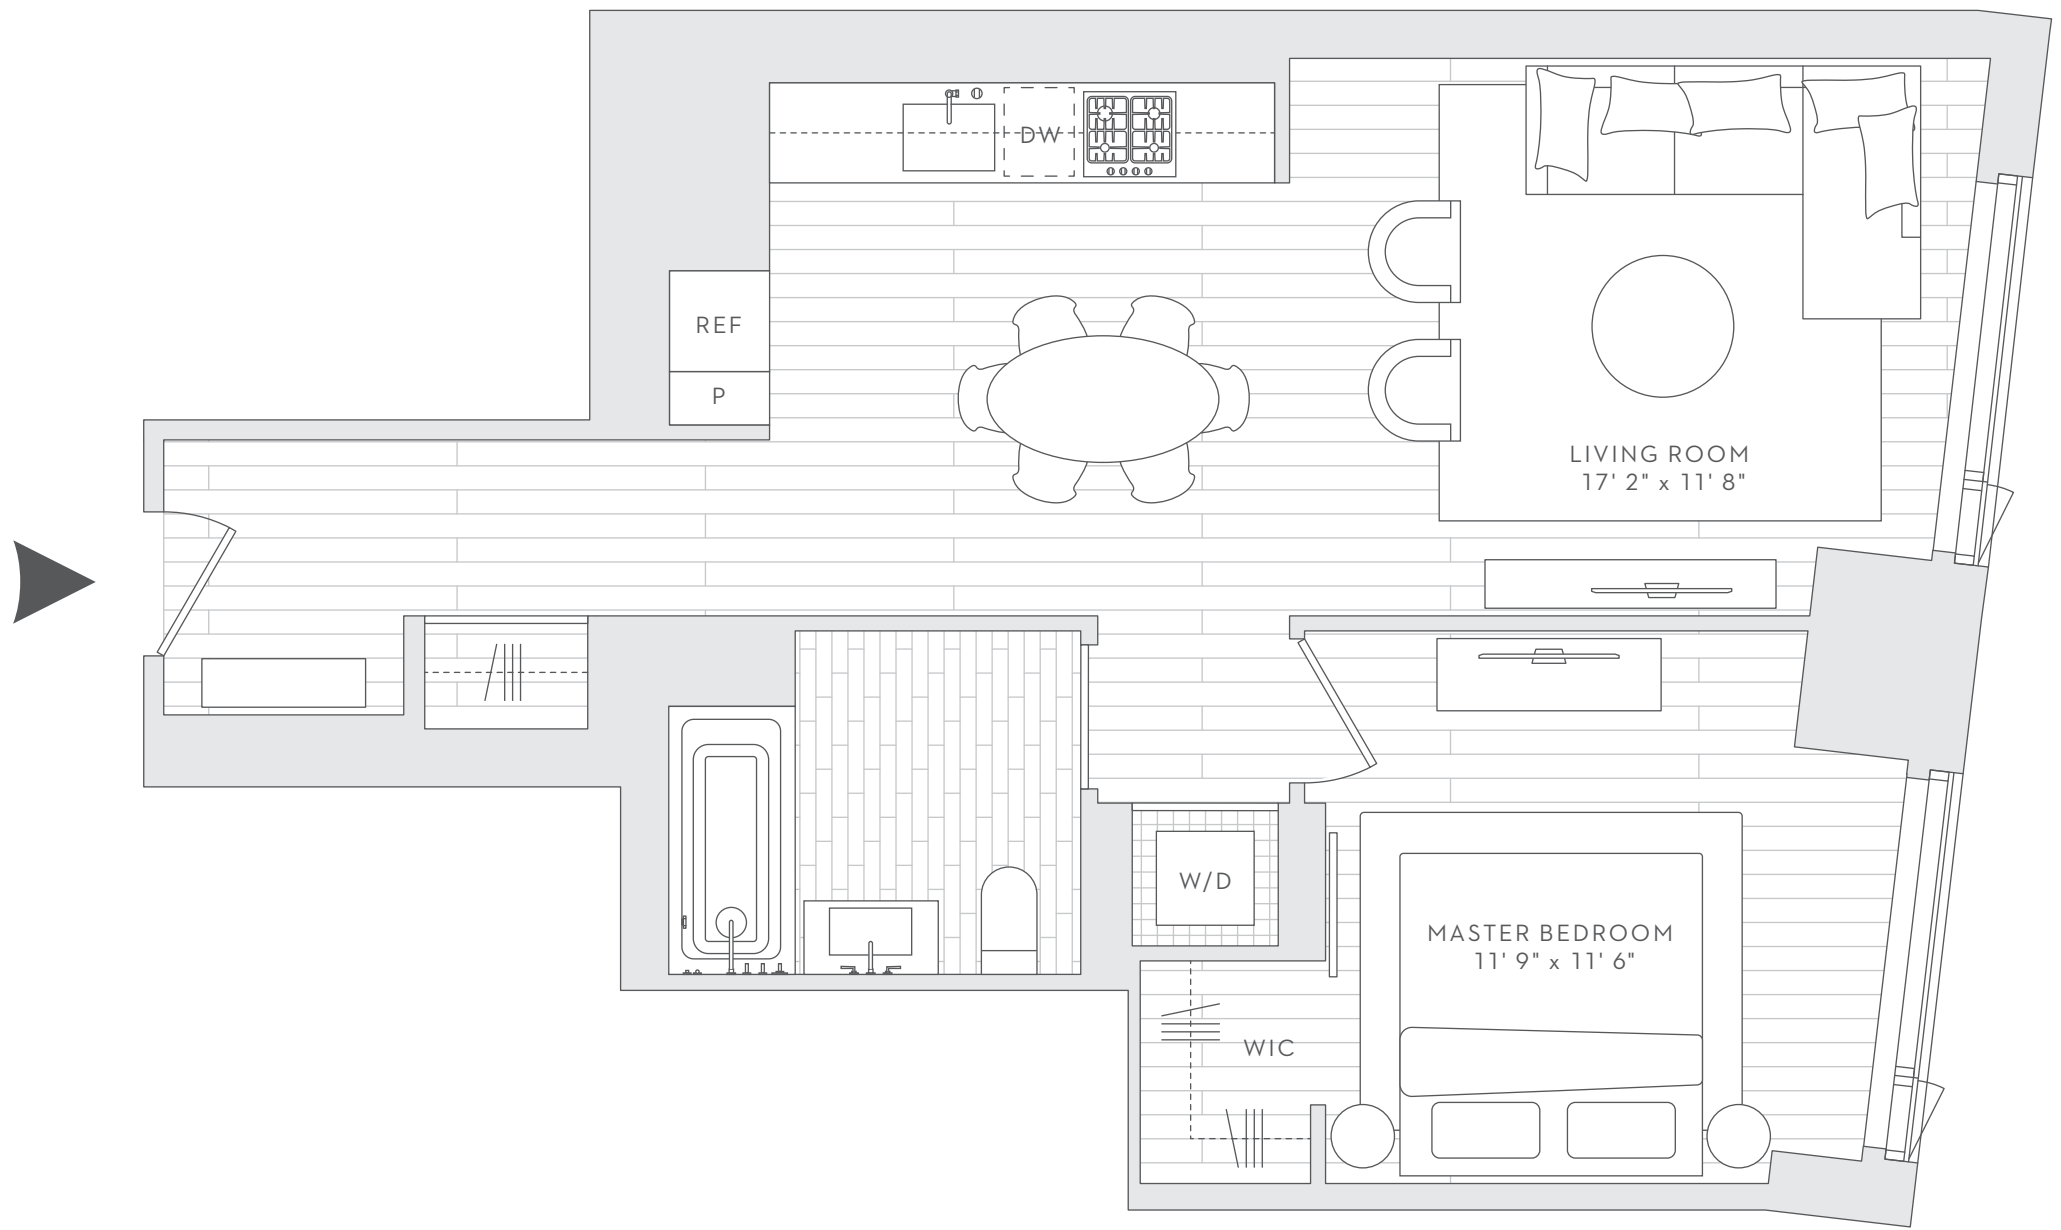 DW
REF
P
LIVING ROOM
17' 2" x 11' 8"
W/D
MASTER BEDROOM
11' 9" x 11' 6"
WIC